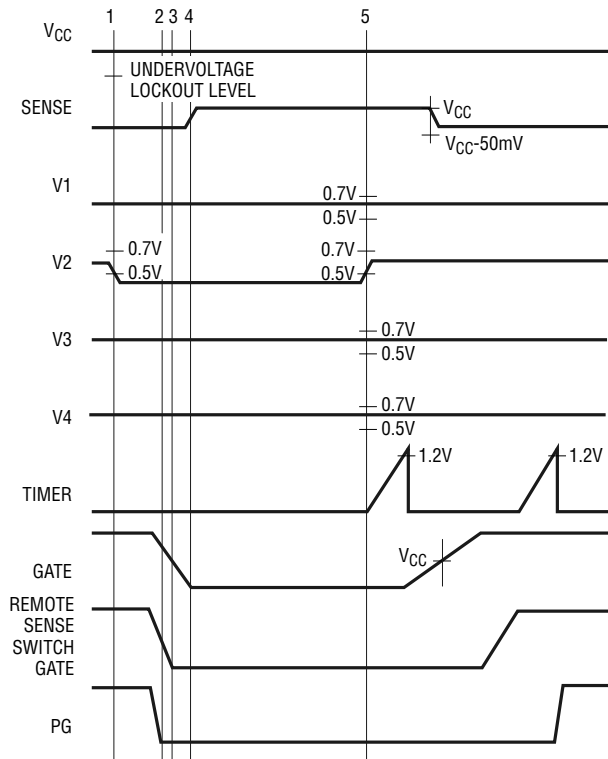 1 2 3 4 5
VCC
UNDERVOLTAGE
LOCKOUT LEVEL
SENSE
VCC
VCC-50mV
V1
0.7V
0.5V
V2
0.7V
0.5V
0.7V
0.5V
V3
0.7V
0.5V
V4
0.7V
0.5V
TIMER
1.2V
1.2V
GATE
VCC
REMOTE
SENSE
SWITCH
GATE
PG